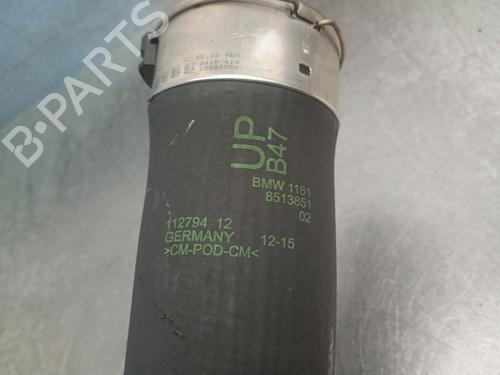 UP
B47
BMW 1161
8513851
02
112794 12
GERMANY 12-15
>CM-POD-CM<
B-PARTS